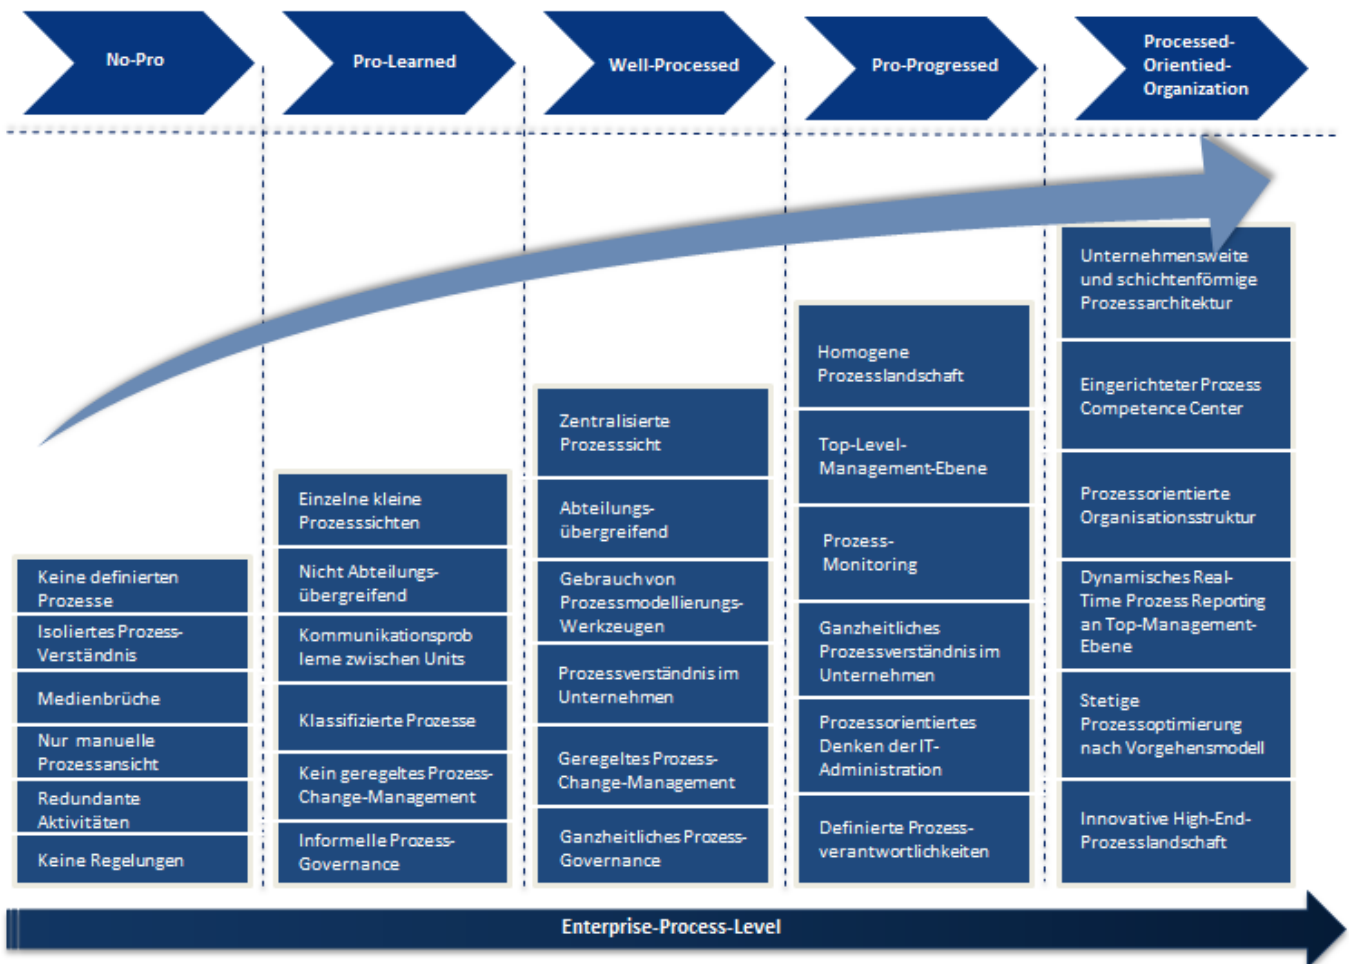 No-Pro
Pro-Learned
Well-Processed
Pro-Progressed
Processed-
Orientied-
Organization
Keine definierten
Prozesse
Isoliertes Prozess-
Verständnis
Medienbrüche
Nur manuelle
Prozessansicht
Redundante
Aktivitäten
Keine Regelungen
Einzelne kleine
Prozesssichten
Nicht Abteilungs-
übergreifend
Kommunikationsprob
leme zwischen Units
Klassifizierte Prozesse
Kein geregeltes Prozess-
Change-Management
Informelle Prozess-
Governance
Zentralisierte
Prozesssicht
Abteilungs-
übergreifend
Gebrauch von
Prozessmodellierungs-
Werkzeugen
Prozessverständnis im
Unternehmen
Geregeltes Prozess-
Change-Management
Ganzheitliches Prozess-
Governance
Homogene
Prozesslandschaft
Top-Level-
Management-Ebene
Prozess-
Monitoring
Ganzheitliches
Prozessverständnis im
Unternehmen
Prozessorientiertes
Denken der IT-
Administration
Definierte Prozess-
verantwortlichkeiten
Unternehmensweite
und schichtenförmige
Prozessarchitektur
Eingerichteter Prozess
Competence Center
Prozessorientierte
Organisationsstruktur
Dynamisches Real-
Time Prozess Reporting
an Top-Management-
Ebene
Stetige
Prozessoptimierung
nach Vorgehensmodell
Innovative High-End-
Prozesslandschaft
Enterprise-Process-Level